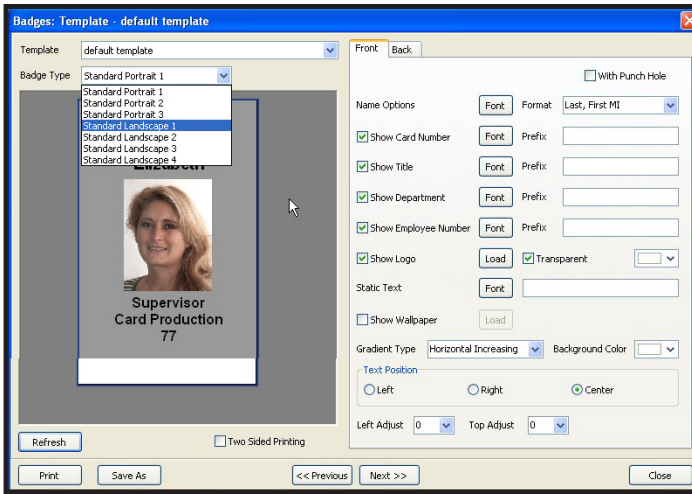 Badges: Template - default template
Template default template
Badge Type Standard Portrait 1
Standard Portrait 1
Standard Portrait 2
Standard Portrait 3
Standard Landscape 1
Standard Landscape 2
Standard Landscape 3
Standard Landscape 4
Elizabeth
Supervisor
Card Production
77
Refresh Two Sided Printing
Front Back
With Punch Hole
Name Options Font Format Last, First MI
Show Card Number Font Prefix
Show Title Font Prefix
Show Department Font Prefix
Show Employee Number Font Prefix
Show Logo Load Transparent
Static Text Font
Show Wallpaper Load
Gradient Type Horizontal Increasing Background Color
Text Position
Left Right Center
Left Adjust 0 Top Adjust 0
Print Save As << Previous Next >> Close